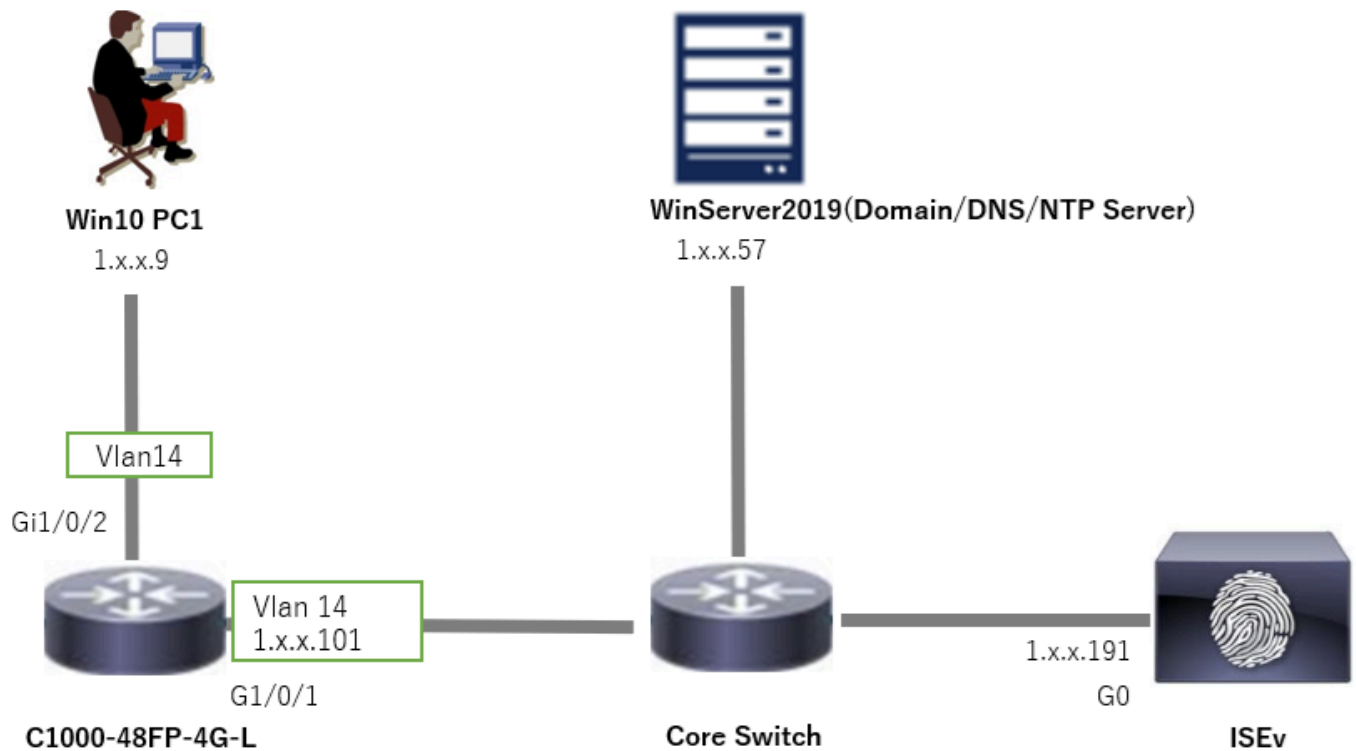 Win10 PC1
1.x.x.9
WinServer2019(Domain/DNS/NTP Server)
1.x.x.57
Vlan14
Gi1/0/2
Vlan 14
1.x.x.101
G1/0/1
C1000-48FP-4G-L
Core Switch
1.x.x.191
G0
ISEv